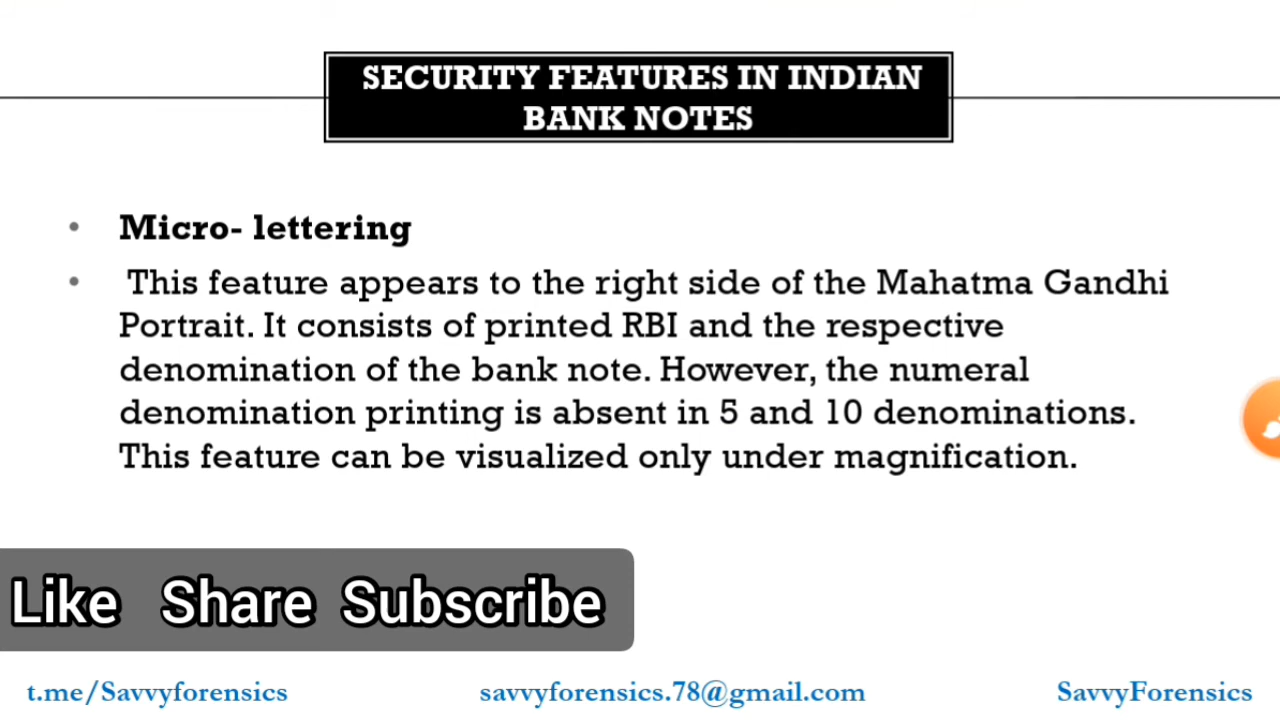 SECURITY FEATURES IN INDIAN
BANK NOTES
• Micro- lettering
• This feature appears to the right side of the Mahatma Gandhi
Portrait. It consists of printed RBI and the respective
denomination of the bank note. However, the numeral
denomination printing is absent in 5 and 10 denominations.
This feature can be visualized only under magnification.
Like Share Subscribe
t.me/Savvyforensics savvyforensics.78@gmail.com SavvyForensics